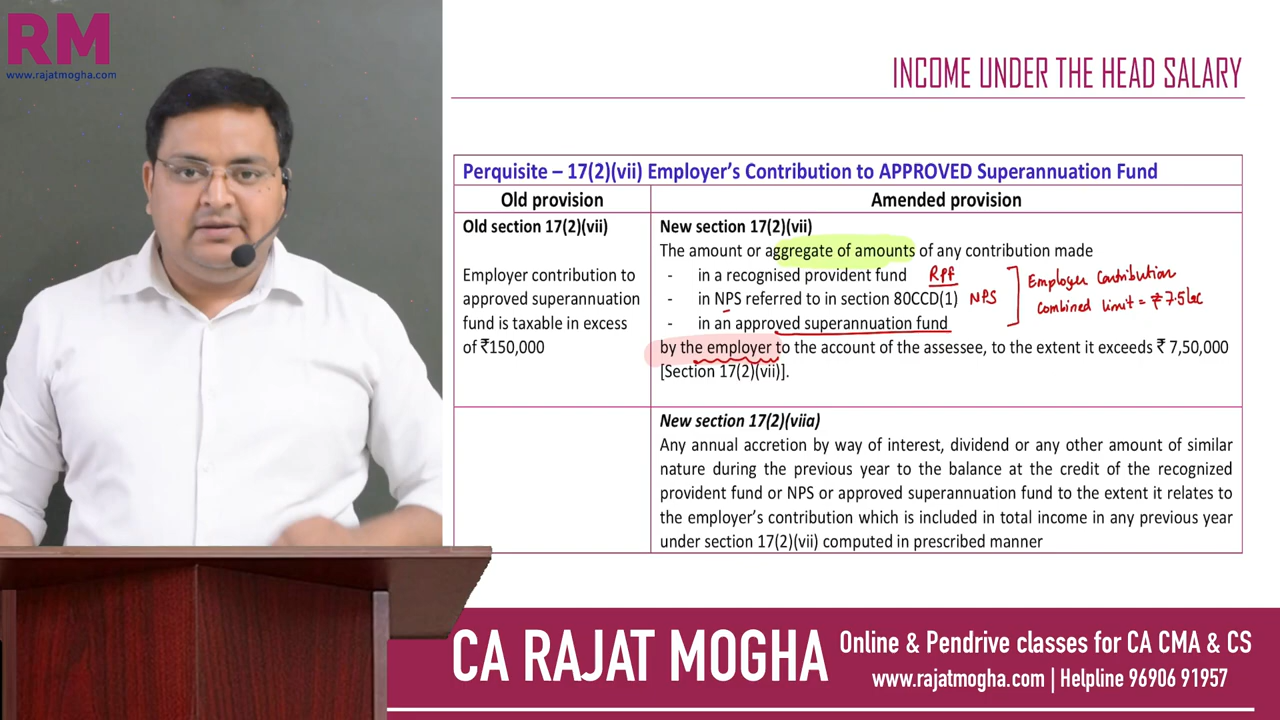 RM
www.rajatmogha.com
INCOME UNDER THE HEAD SALARY
Perquisite – 17(2)(vii) Employer's Contribution to APPROVED Superannuation Fund
Old provision
Amended provision
Old section 17(2)(vii)
Employer contribution to
approved superannuation
fund is taxable in excess
of ₹150,000
New section 17(2)(vii)
The amount or aggregate of amounts of any contribution made
- in a recognised provident fund RPF
- in NPS referred to in section 80CCD(1) NPS
- in an approved superannuation fund
Employer Contribution
Combined limit = ₹7.5 lac
by the employer to the account of the assessee, to the extent it exceeds ₹ 7,50,000
[Section 17(2)(vii)].
New section 17(2)(viia)
Any annual accretion by way of interest, dividend or any other amount of similar
nature during the previous year to the balance at the credit of the recognized
provident fund or NPS or approved superannuation fund to the extent it relates to
the employer's contribution which is included in total income in any previous year
under section 17(2)(vii) computed in prescribed manner
CA RAJAT MOGHA
Online & Pendrive classes for CA CMA & CS
www.rajatmogha.com | Helpline 96906 91957